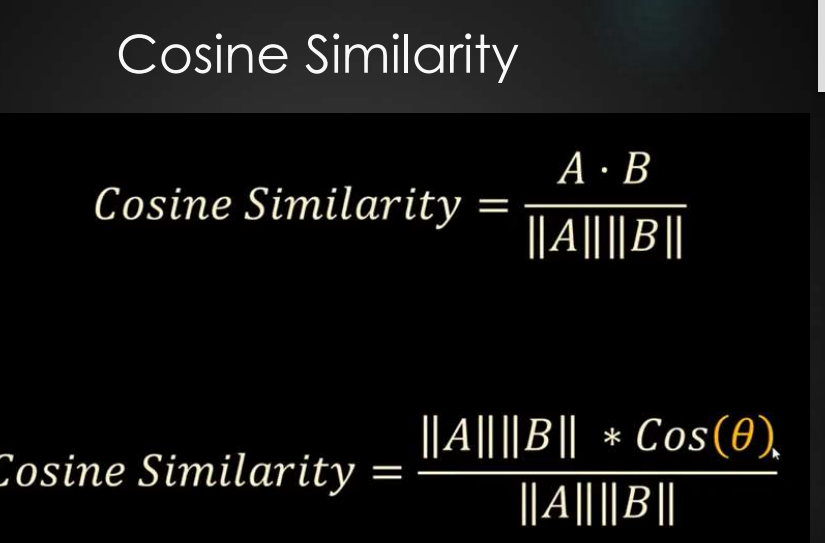 Cosine Similarity
Cosine Similarity = A · B / ‖A‖‖B‖
Cosine Similarity = ‖A‖‖B‖ * Cos(θ) / ‖A‖‖B‖